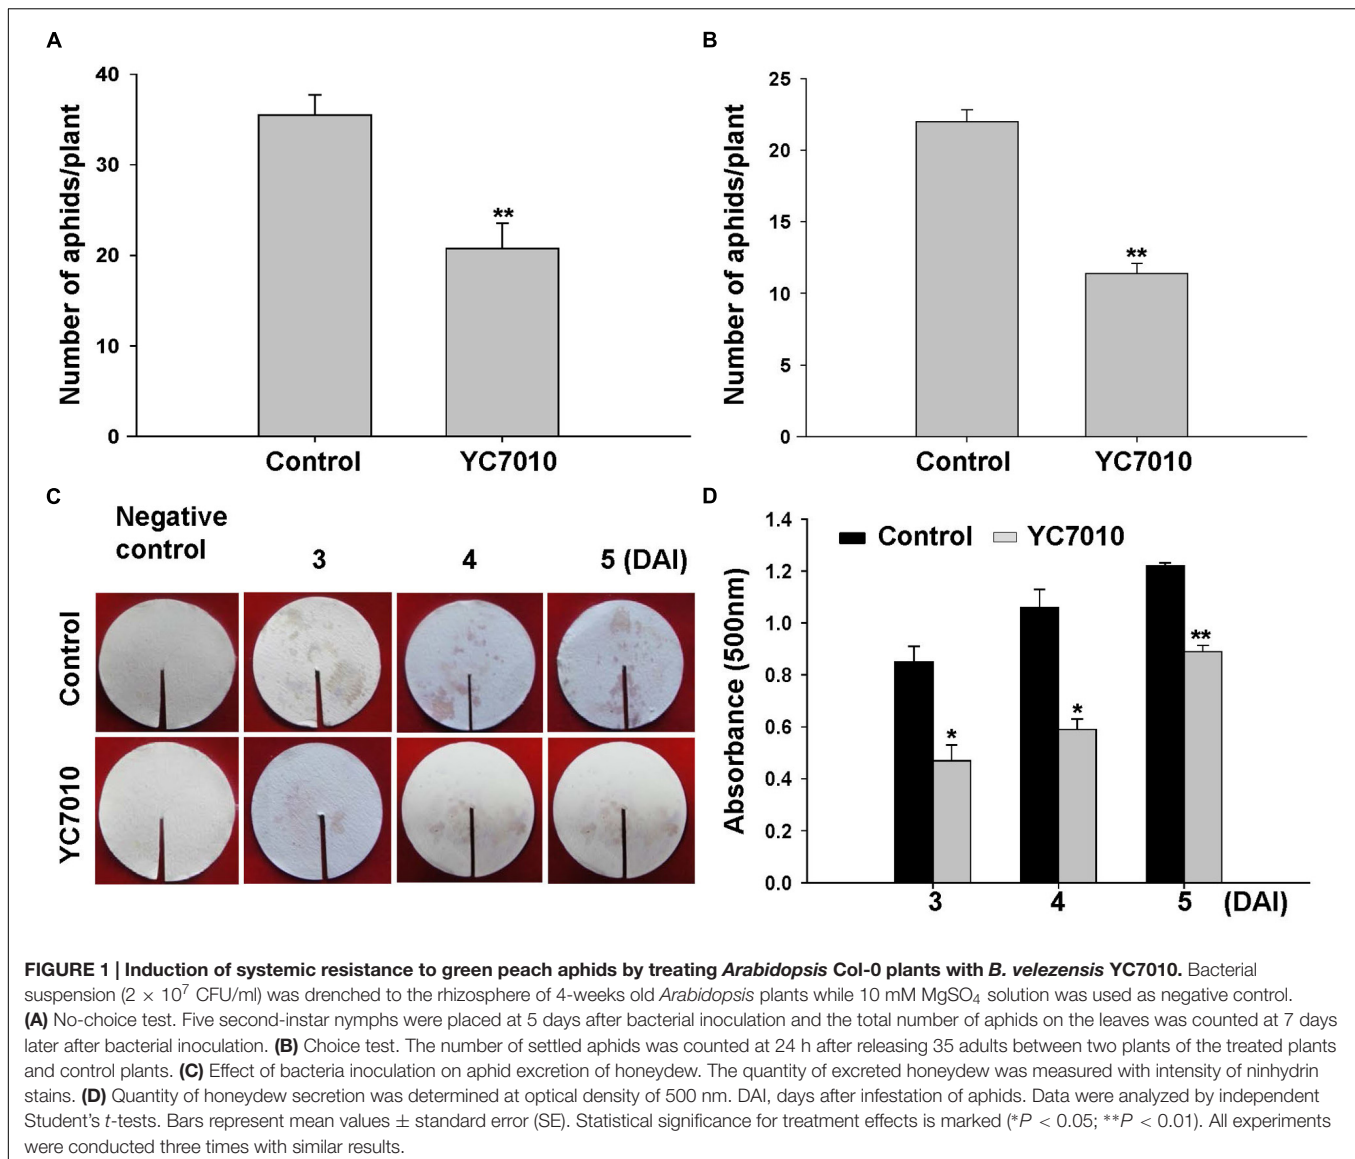 A
Number of aphids/plant
40
30
20
10
0
**
Control
YC7010
B
Number of aphids/plant
25
20
15
10
5
0
**
Control
YC7010
C
Negative
control
3
4
5 (DAI)
Control
YC7010
D
Absorbance (500nm)
1.4
1.2
1.0
0.8
0.6
0.4
0.2
0.0
Control
YC7010
*
*
**
3
4
5
(DAI)
FIGURE 1 | Induction of systemic resistance to green peach aphids by treating Arabidopsis Col-0 plants with B. velezensis YC7010. Bacterial
suspension (2 × 10⁷ CFU/ml) was drenched to the rhizosphere of 4-weeks old Arabidopsis plants while 10 mM MgSO₄ solution was used as negative control.
(A) No-choice test. Five second-instar nymphs were placed at 5 days after bacterial inoculation and the total number of aphids on the leaves was counted at 7 days
later after bacterial inoculation. (B) Choice test. The number of settled aphids was counted at 24 h after releasing 35 adults between two plants of the treated plants
and control plants. (C) Effect of bacteria inoculation on aphid excretion of honeydew. The quantity of excreted honeydew was measured with intensity of ninhydrin
stains. (D) Quantity of honeydew secretion was determined at optical density of 500 nm. DAI, days after infestation of aphids. Data were analyzed by independent
Student's t-tests. Bars represent mean values ± standard error (SE). Statistical significance for treatment effects is marked (*P < 0.05; **P < 0.01). All experiments
were conducted three times with similar results.